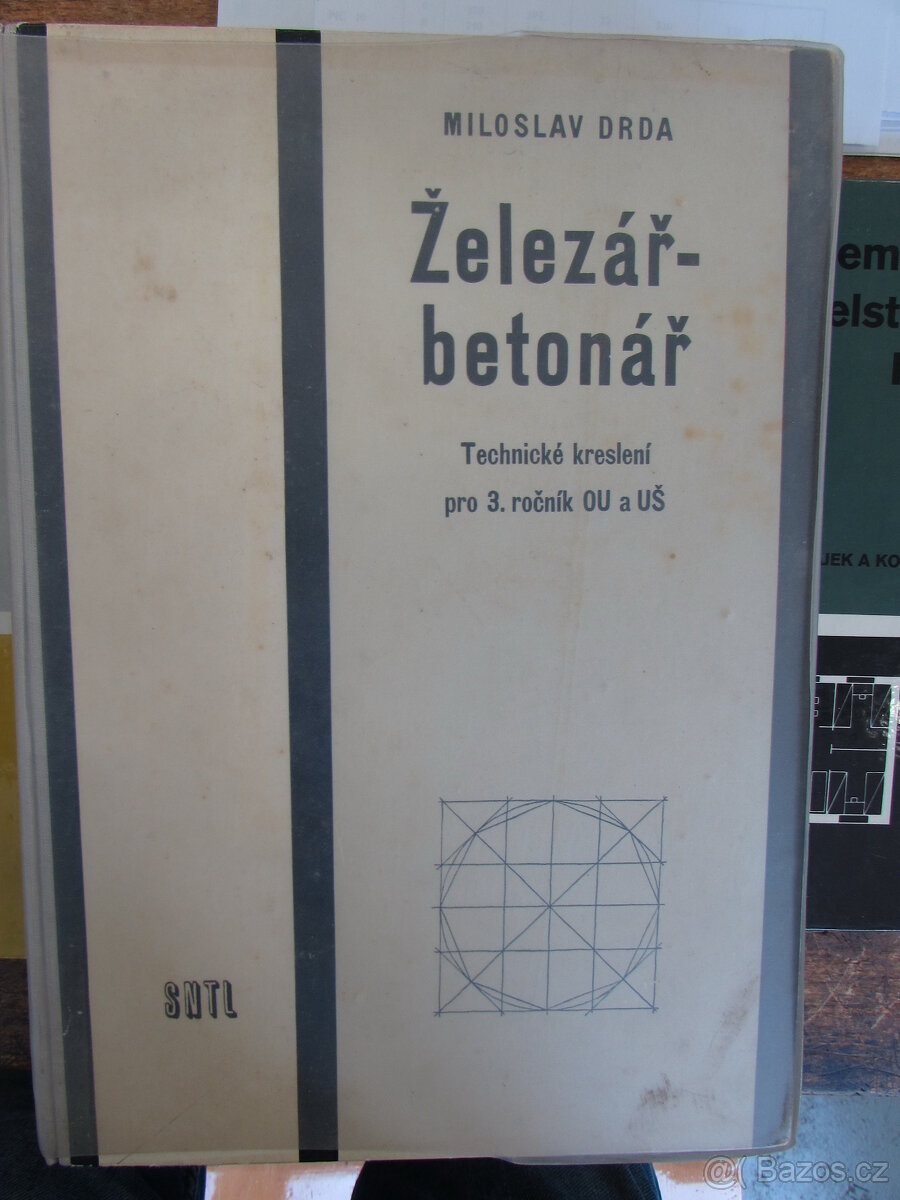 MILOSLAV DRDA
Železář-
betonář
Technické kreslení
pro 3. ročník OU a UŠ
SNTL
@ Bazos.cz